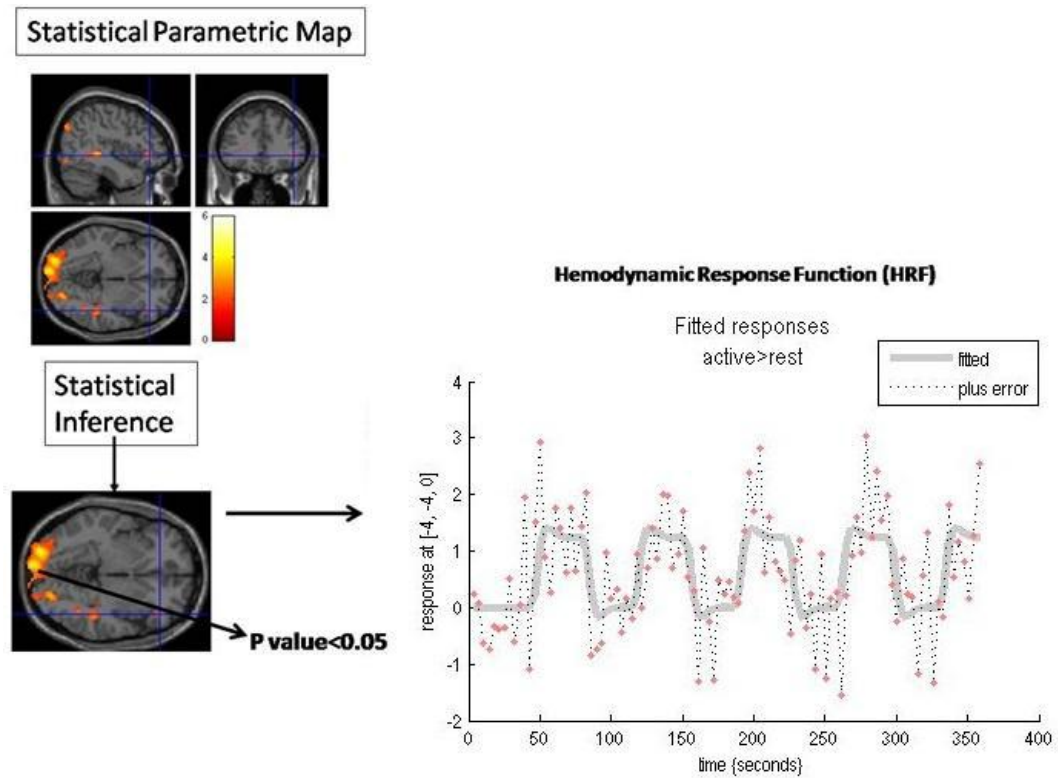 Statistical Parametric Map
6
4
2
0
Statistical
Inference
P value<0.05
Hemodynamic Response Function (HRF)
Fitted responses
active>rest
fitted
plus error
response at [-4, -4, 0]
4
3
2
1
0
-1
-2
0 50 100 150 200 250 300 350 400
time {seconds}